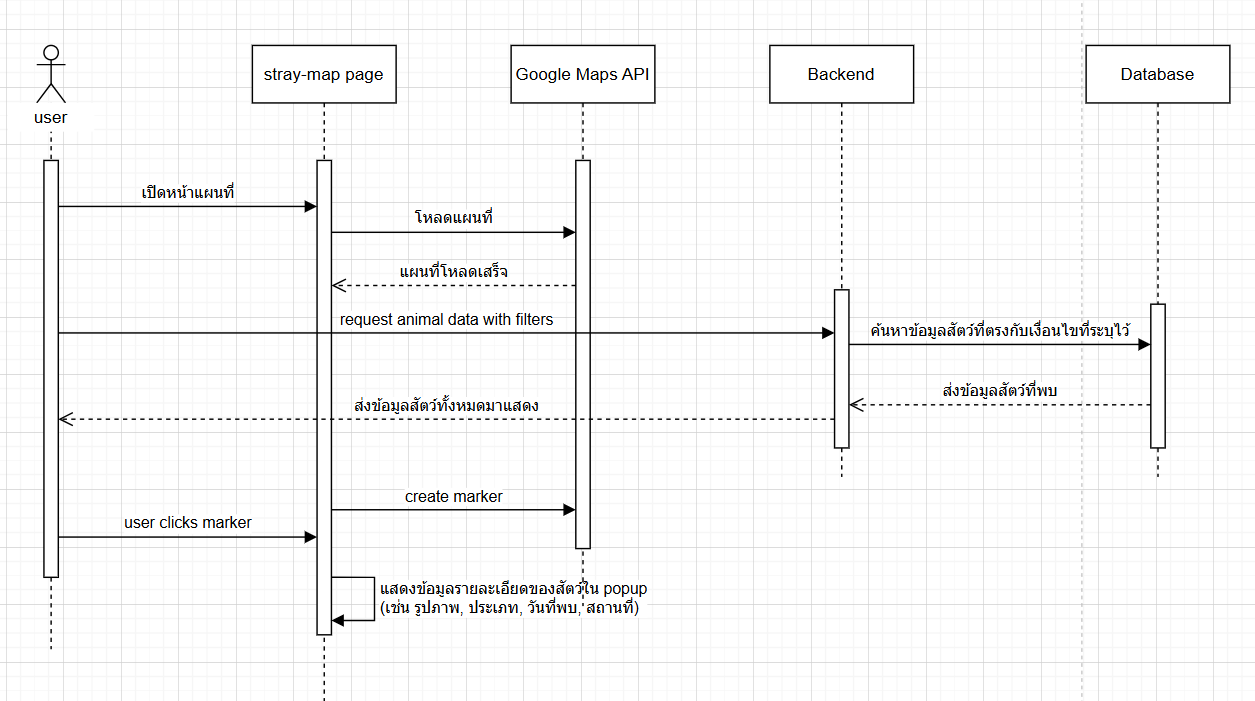 user
stray-map page
Google Maps API
Backend
Database
เปิดหน้าแผนที่
โหลดแผนที่
แผนที่โหลดเสร็จ
request animal data with filters
ค้นหาข้อมูลสัตว์ที่ตรงกับเงื่อนไขที่ระบุไว้
ส่งข้อมูลสัตว์ที่พบ
ส่งข้อมูลสัตว์ทั้งหมดมาแสดง
create marker
user clicks marker
แสดงข้อมูลรายละเอียดของสัตว์ใน popup
(เช่น รูปภาพ, ประเภท, วันที่พบ, สถานที่)